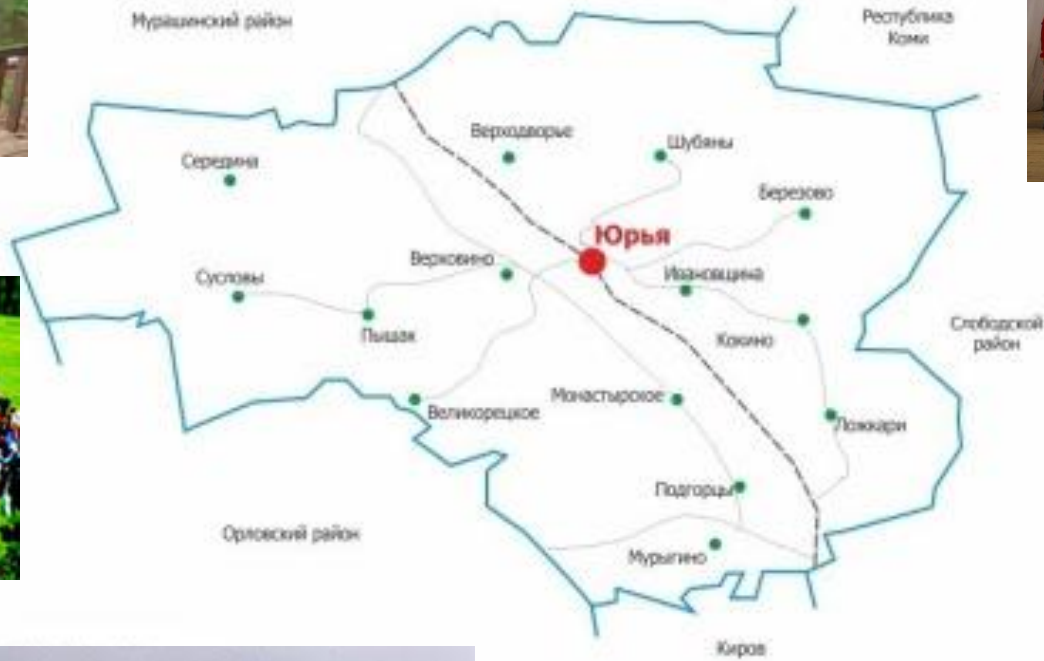 Мурашинский район
Республика
Коми
Верходворье
Шубяны
Середина
Березово
Юрья
Верховино
Ивановщина
Сусловы
Слободской
район
Пышак
Кокино
Монастырское
Великорецкое
Ложкари
Подгорцы
Орловский район
Мурыгино
Киров